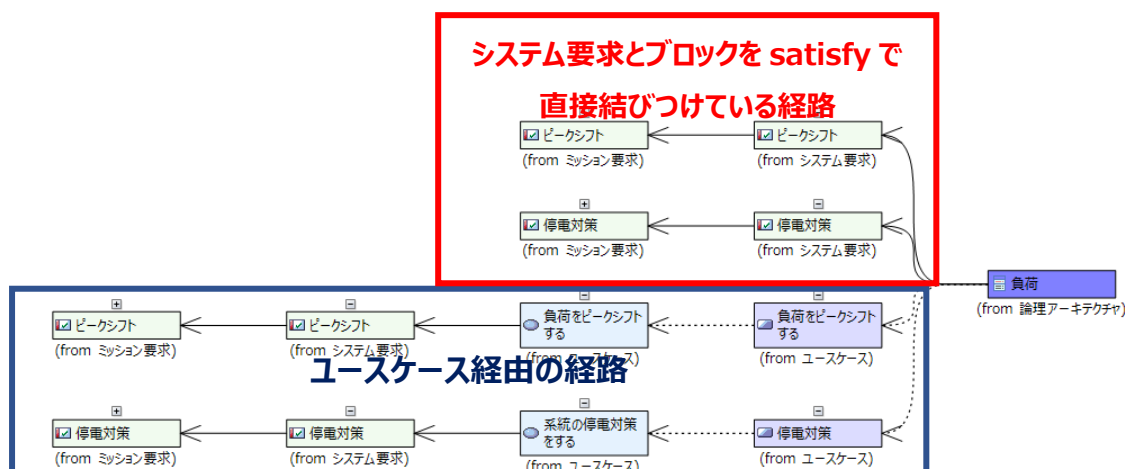 システム要求とブロックを satisfy で
直接結びつけている経路
ピークシフト
(from ミッション要求)
ピークシフト
(from システム要求)
停電対策
(from ミッション要求)
停電対策
(from システム要求)
負荷
(from 論理アーキテクチャ)
ピークシフト
(from ミッション要求)
ピークシフト
(from システム要求)
負荷をピークシフト
する
(from ユースケース)
負荷をピークシフト
する
(from ユースケース)
ユースケース経由の経路
停電対策
(from ミッション要求)
停電対策
(from システム要求)
系統の停電対策
をする
(from ユースケース)
停電対策
(from ユースケース)